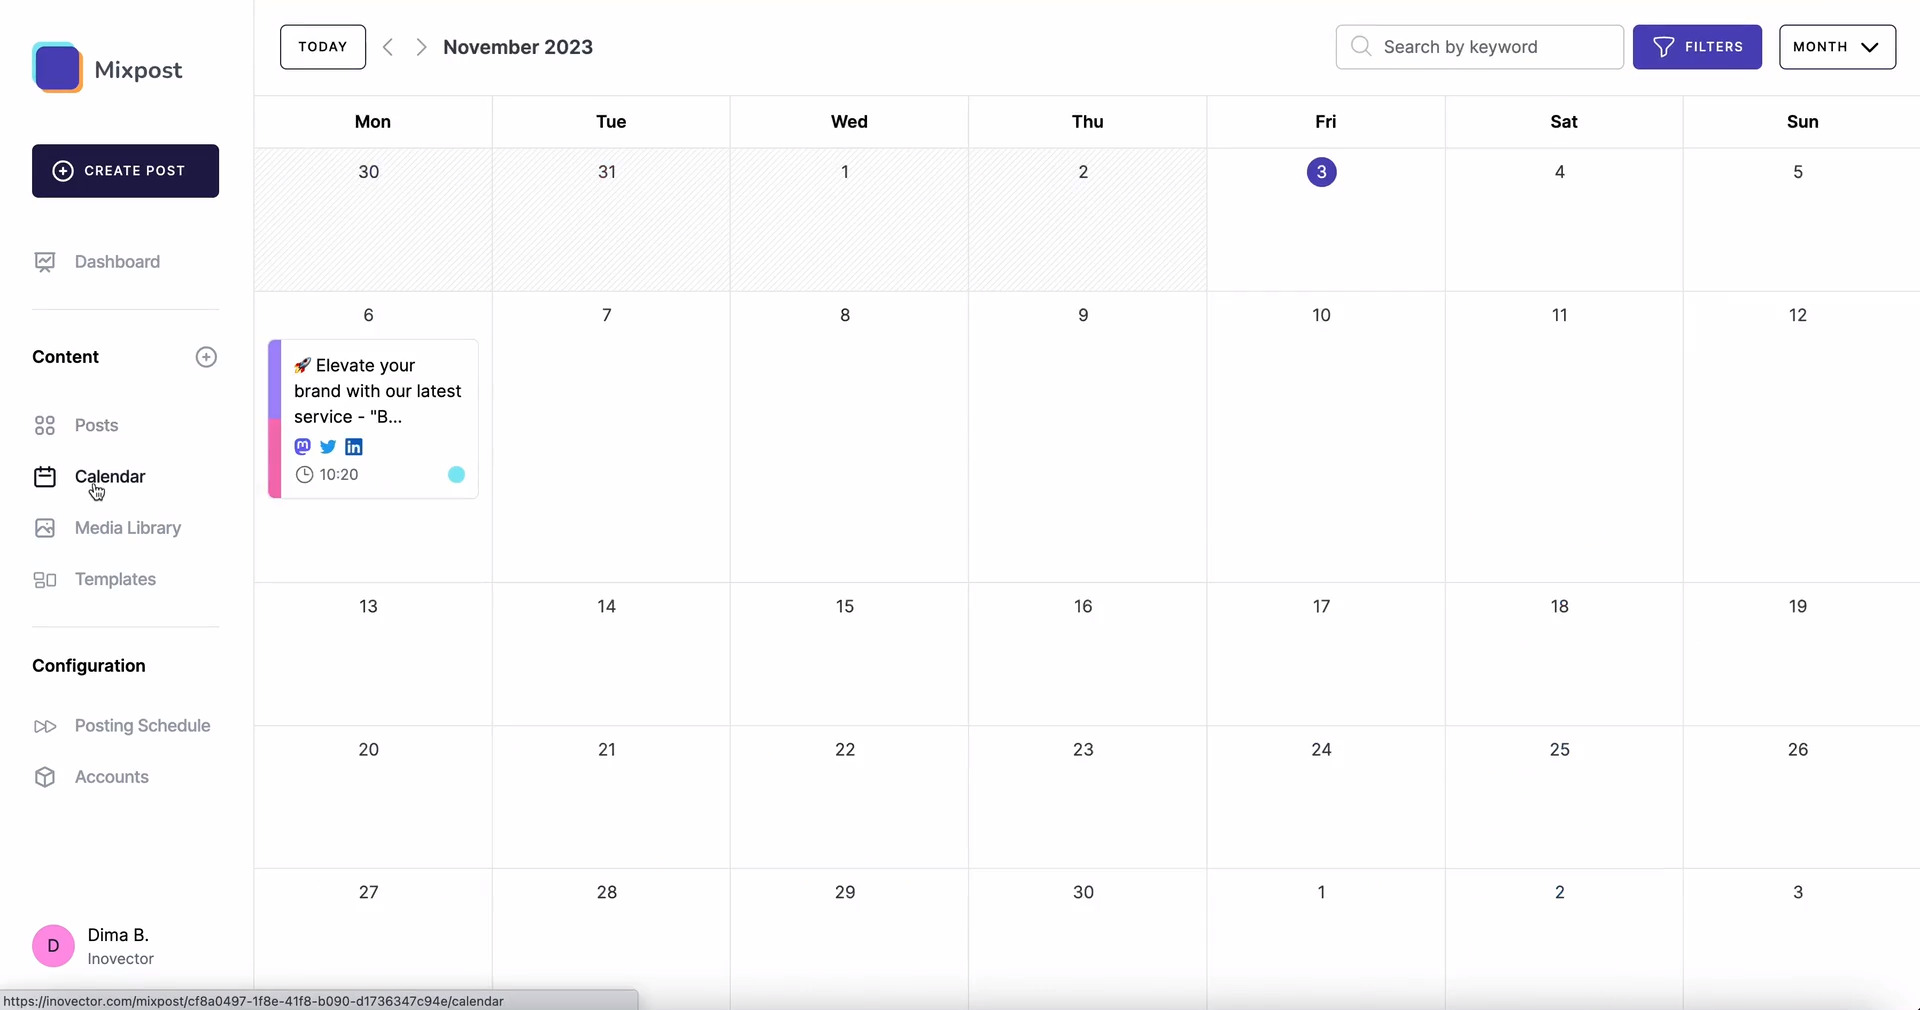 Mixpost
CREATE POST
Dashboard
Content
Posts
Calendar
Media Library
Templates
Configuration
Posting Schedule
Accounts
D
Dima B.
Inovector
https://inovector.com/mixpost/cf8a0497-1f8e-41f8-b090-d1736347c94e/calendar
TODAY November 2023 Search by keyword FILTERS MONTH
Mon Tue Wed Thu Fri Sat Sun
30 31 1 2 3 4 5
6 7 8 9 10 11 12
🚀 Elevate your
brand with our latest
service - "B...
in
10:20
13 14 15 16 17 18 19
20 21 22 23 24 25 26
27 28 29 30 1 2 3